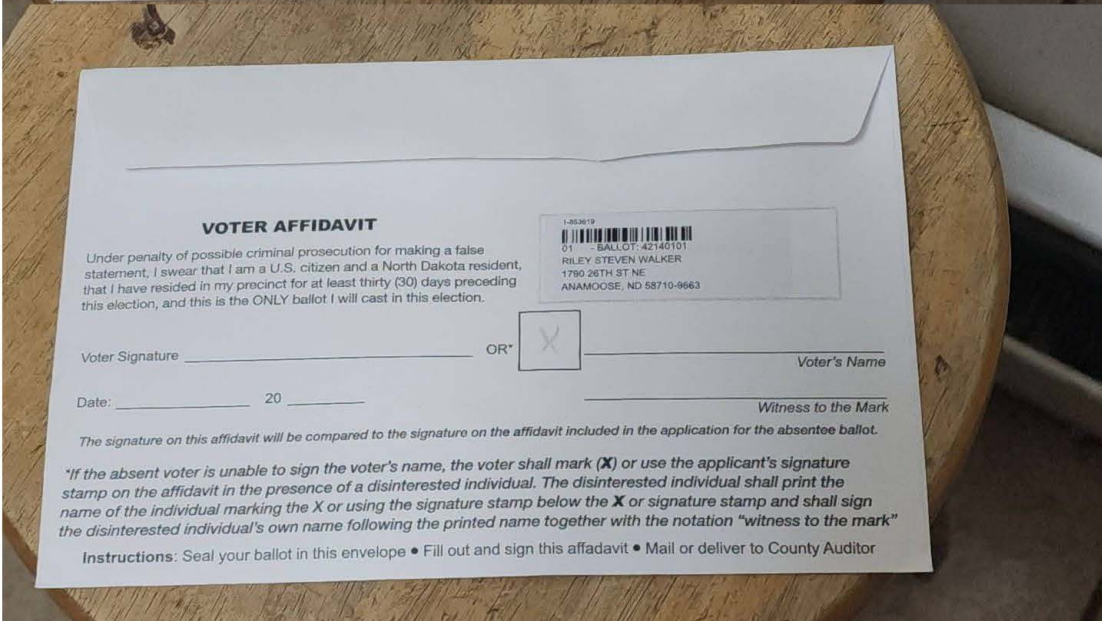 VOTER AFFIDAVIT
Under penalty of possible criminal prosecution for making a false
statement, I swear that I am a U.S. citizen and a North Dakota resident,
that I have resided in my precinct for at least thirty (30) days preceding
this election, and this is the ONLY ballot I will cast in this election.
1-853619
01 - BALLOT: 42140101
RILEY STEVEN WALKER
1790 26TH ST NE
ANAMOOSE, ND 58710-9663
Voter Signature
OR*
X
Voter's Name
Date: 20
Witness to the Mark
The signature on this affidavit will be compared to the signature on the affidavit included in the application for the absentee ballot.
*If the absent voter is unable to sign the voter's name, the voter shall mark (X) or use the applicant's signature
stamp on the affidavit in the presence of a disinterested individual. The disinterested individual shall print the
name of the individual marking the X or using the signature stamp below the X or signature stamp and shall sign
the disinterested individual's own name following the printed name together with the notation "witness to the mark"
Instructions: Seal your ballot in this envelope • Fill out and sign this affadavit • Mail or deliver to County Auditor